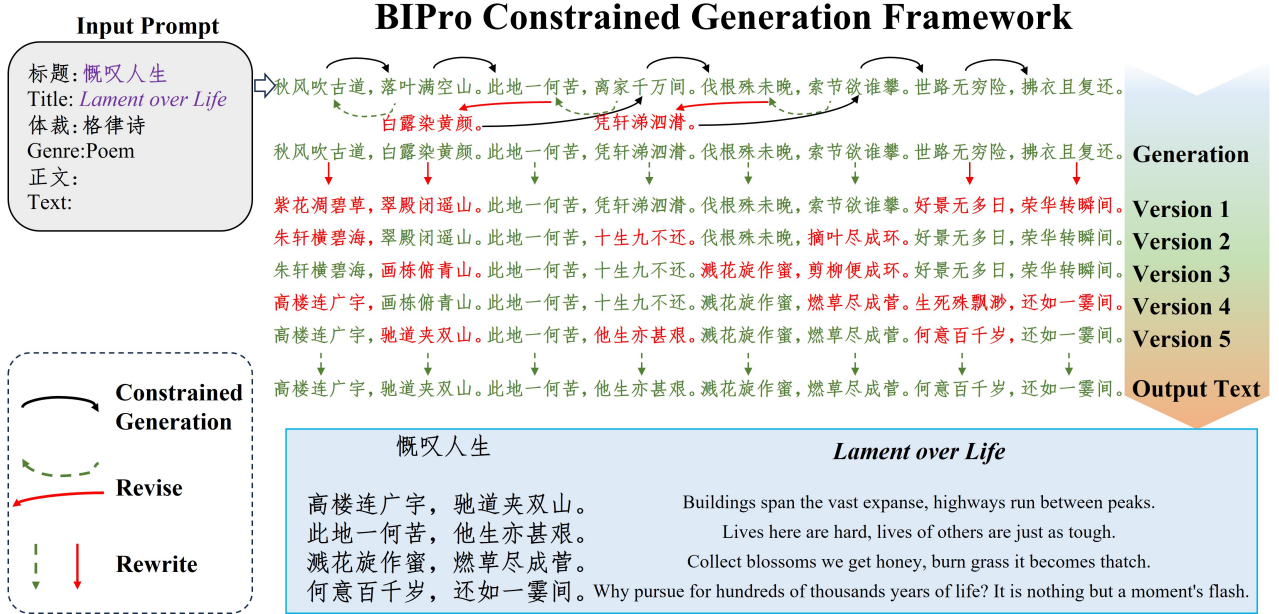 BIPro Constrained Generation Framework
Input Prompt
标题：慨叹人生
Title: Lament over Life
体裁：格律诗
Genre:Poem
正文：
Text:
秋风吹古道，落叶满空山。此地一何苦，离家千万间。伐根殊未晚，索节欲谁攀。世路无穷险，拂衣且复还。
白露染黄颜。 凭轩涕泗潸。
秋风吹古道，白露染黄颜。此地一何苦，凭轩涕泗潸。伐根殊未晚，索节欲谁攀。世路无穷险，拂衣且复还。 Generation
紫花凋碧草，翠殿闭遥山。此地一何苦，凭轩涕泗潸。伐根殊未晚，索节欲谁攀。好景无多日，荣华转瞬间。 Version 1
朱轩横碧海，翠殿闭遥山。此地一何苦，十生九不还。伐根殊未晚，摘叶尽成环。好景无多日，荣华转瞬间。 Version 2
朱轩横碧海，画栋俯青山。此地一何苦，十生九不还。溅花旋作蜜，剪柳便成环。好景无多日，荣华转瞬间。 Version 3
高楼连广宇，画栋俯青山。此地一何苦，十生九不还。溅花旋作蜜，燃草尽成菅。生死殊飘渺，还如一霎间。 Version 4
高楼连广宇，驰道夹双山。此地一何苦，他生亦甚艰。溅花旋作蜜，燃草尽成菅。何意百千岁，还如一霎间。 Version 5
高楼连广宇，驰道夹双山。此地一何苦，他生亦甚艰。溅花旋作蜜，燃草尽成菅。何意百千岁，还如一霎间。 Output Text
Constrained
Generation
Revise
Rewrite
慨叹人生
高楼连广宇，驰道夹双山。
此地一何苦，他生亦甚艰。
溅花旋作蜜，燃草尽成菅。
何意百千岁，还如一霎间。
Lament over Life
Buildings span the vast expanse, highways run between peaks.
Lives here are hard, lives of others are just as tough.
Collect blossoms we get honey, burn grass it becomes thatch.
Why pursue for hundreds of thousands years of life? It is nothing but a moment's flash.